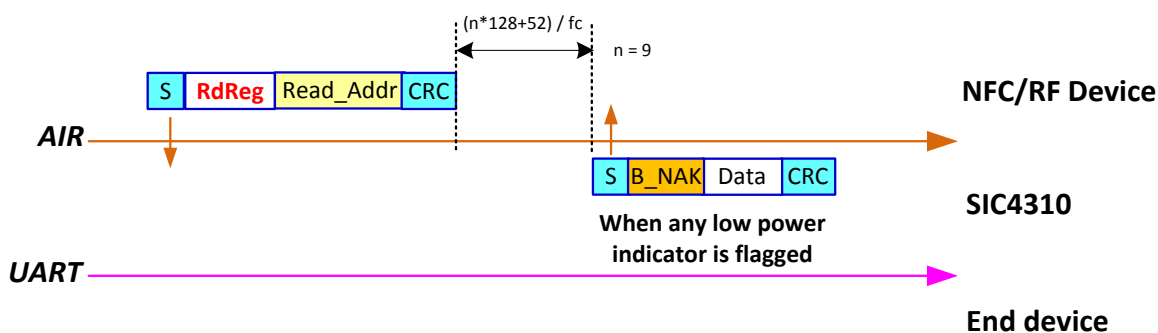 (n*128+52) / fc
n = 9
S RdReg Read_Addr CRC
NFC/RF Device
AIR
S B_NAK Data CRC
SIC4310
When any low power
indicator is flagged
UART
End device